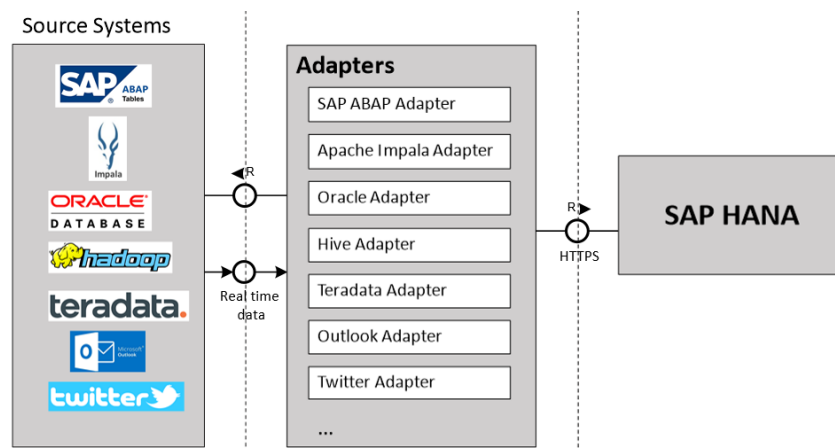 Source Systems
SAP
®
ABAP
Tables
Impala
ORACLE
DATABASE
hadoop
teradata.
O
Microsoft®
Outlook
twitter
R
Real time
data
Adapters
SAP ABAP Adapter
Apache Impala Adapter
Oracle Adapter
Hive Adapter
Teradata Adapter
Outlook Adapter
Twitter Adapter
...
R
HTTPS
SAP HANA